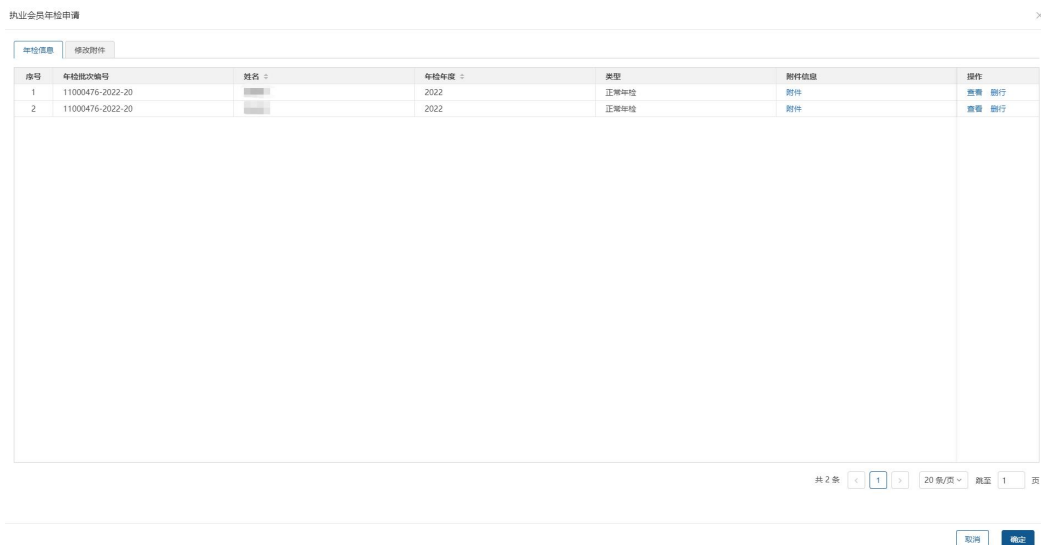 执业会员年检申请
年检信息 修改附件
序号 年检批次编号 姓名 年检年度 类型 附件信息 操作
1 11000476-2022-20 2022 正常年检 附件 查看 删行
2 11000476-2022-20 2022 正常年检 附件 查看 删行
共 2 条 < 1 > 20 条/页 跳至 1 页
取消 确定